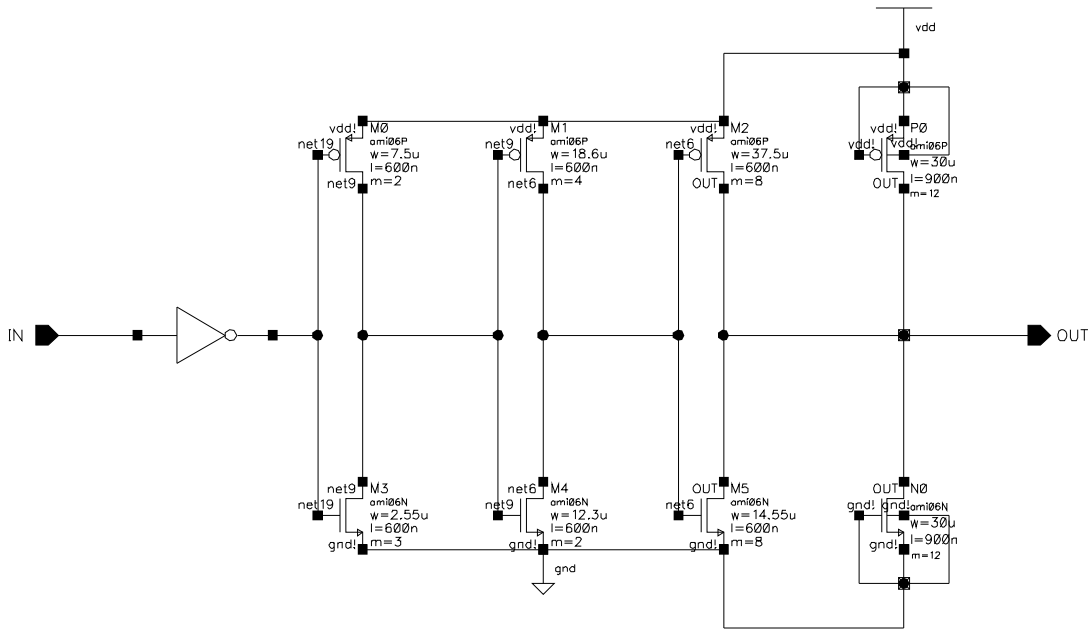 vdd
vdd!
M0
ami06P
net19
w=7.5u
l=600n
m=2
net9
vdd!
M1
ami06P
net9
w=18.6u
l=600n
m=4
net6
vdd!
M2
ami06P
net6
w=37.5u
l=600n
m=8
OUT
vdd!
P0
ami06P
vdd!
vdd!
w=30u
l=900n
m=12
OUT
IN
OUT
net9
M3
ami06N
net19
w=2.55u
l=600n
m=3
gnd!
net6
M4
ami06N
net9
w=12.3u
l=600n
m=2
gnd!
gnd
OUT
M5
ami06N
net6
w=14.55u
l=600n
m=8
gnd!
OUT
N0
ami06N
gnd!
gnd!
w=30u
l=900n
m=12
gnd!